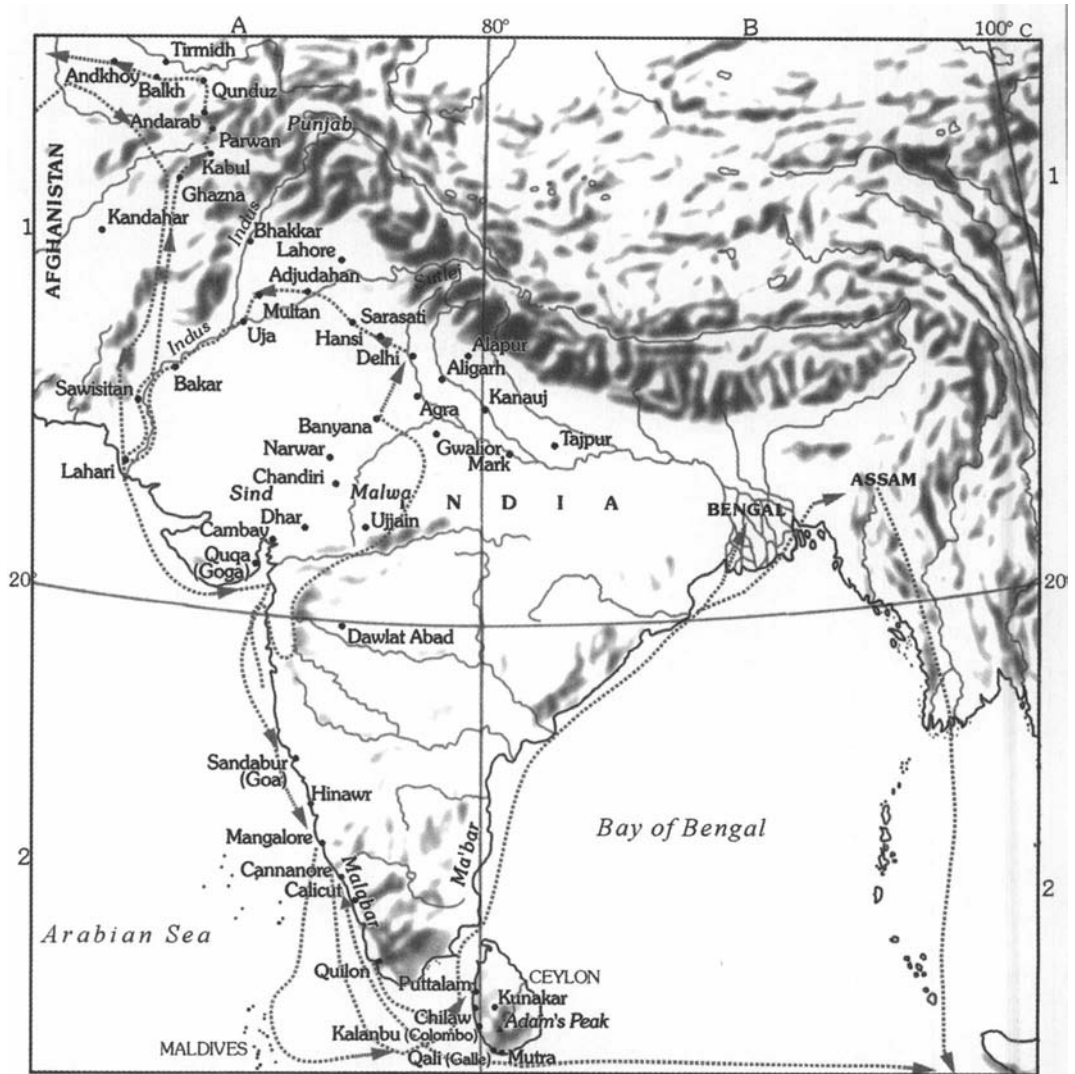 A
80°
B
100° C
Tirmidh
Andkhoy
Balkh
Qunduz
Andarab
Parwan
Punjab
Kabul
Ghazna
AFGHANISTAN
1
1
Kandahar
Indus
Bhakkar
Lahore
Adjudahan
Sutlej
Multan
Sarasati
Indus
Uja
Hansi
Delhi
Alapur
Aligarh
Bakar
Sawisitan
Agra
Kanauj
Banyana
Narwar
Gwalior
Tajpur
Mark
Lahari
Chandiri
Sind
Malwa
I N D I A
ASSAM
BENGAL
Dhar
Ujjain
Cambay
Quqa
(Goga)
20°
20°
Dawlat Abad
Sandabur
(Goa)
Hinawr
Mangalore
Bay of Bengal
2
2
Ma'bar
Cannanore
Malabar
Calicut
Arabian Sea
Quilon
CEYLON
Puttalam
Kunakar
Chilaw
Adam's Peak
Kalanbu (Colombo)
MALDIVES
Qali (Galle)
Mutra